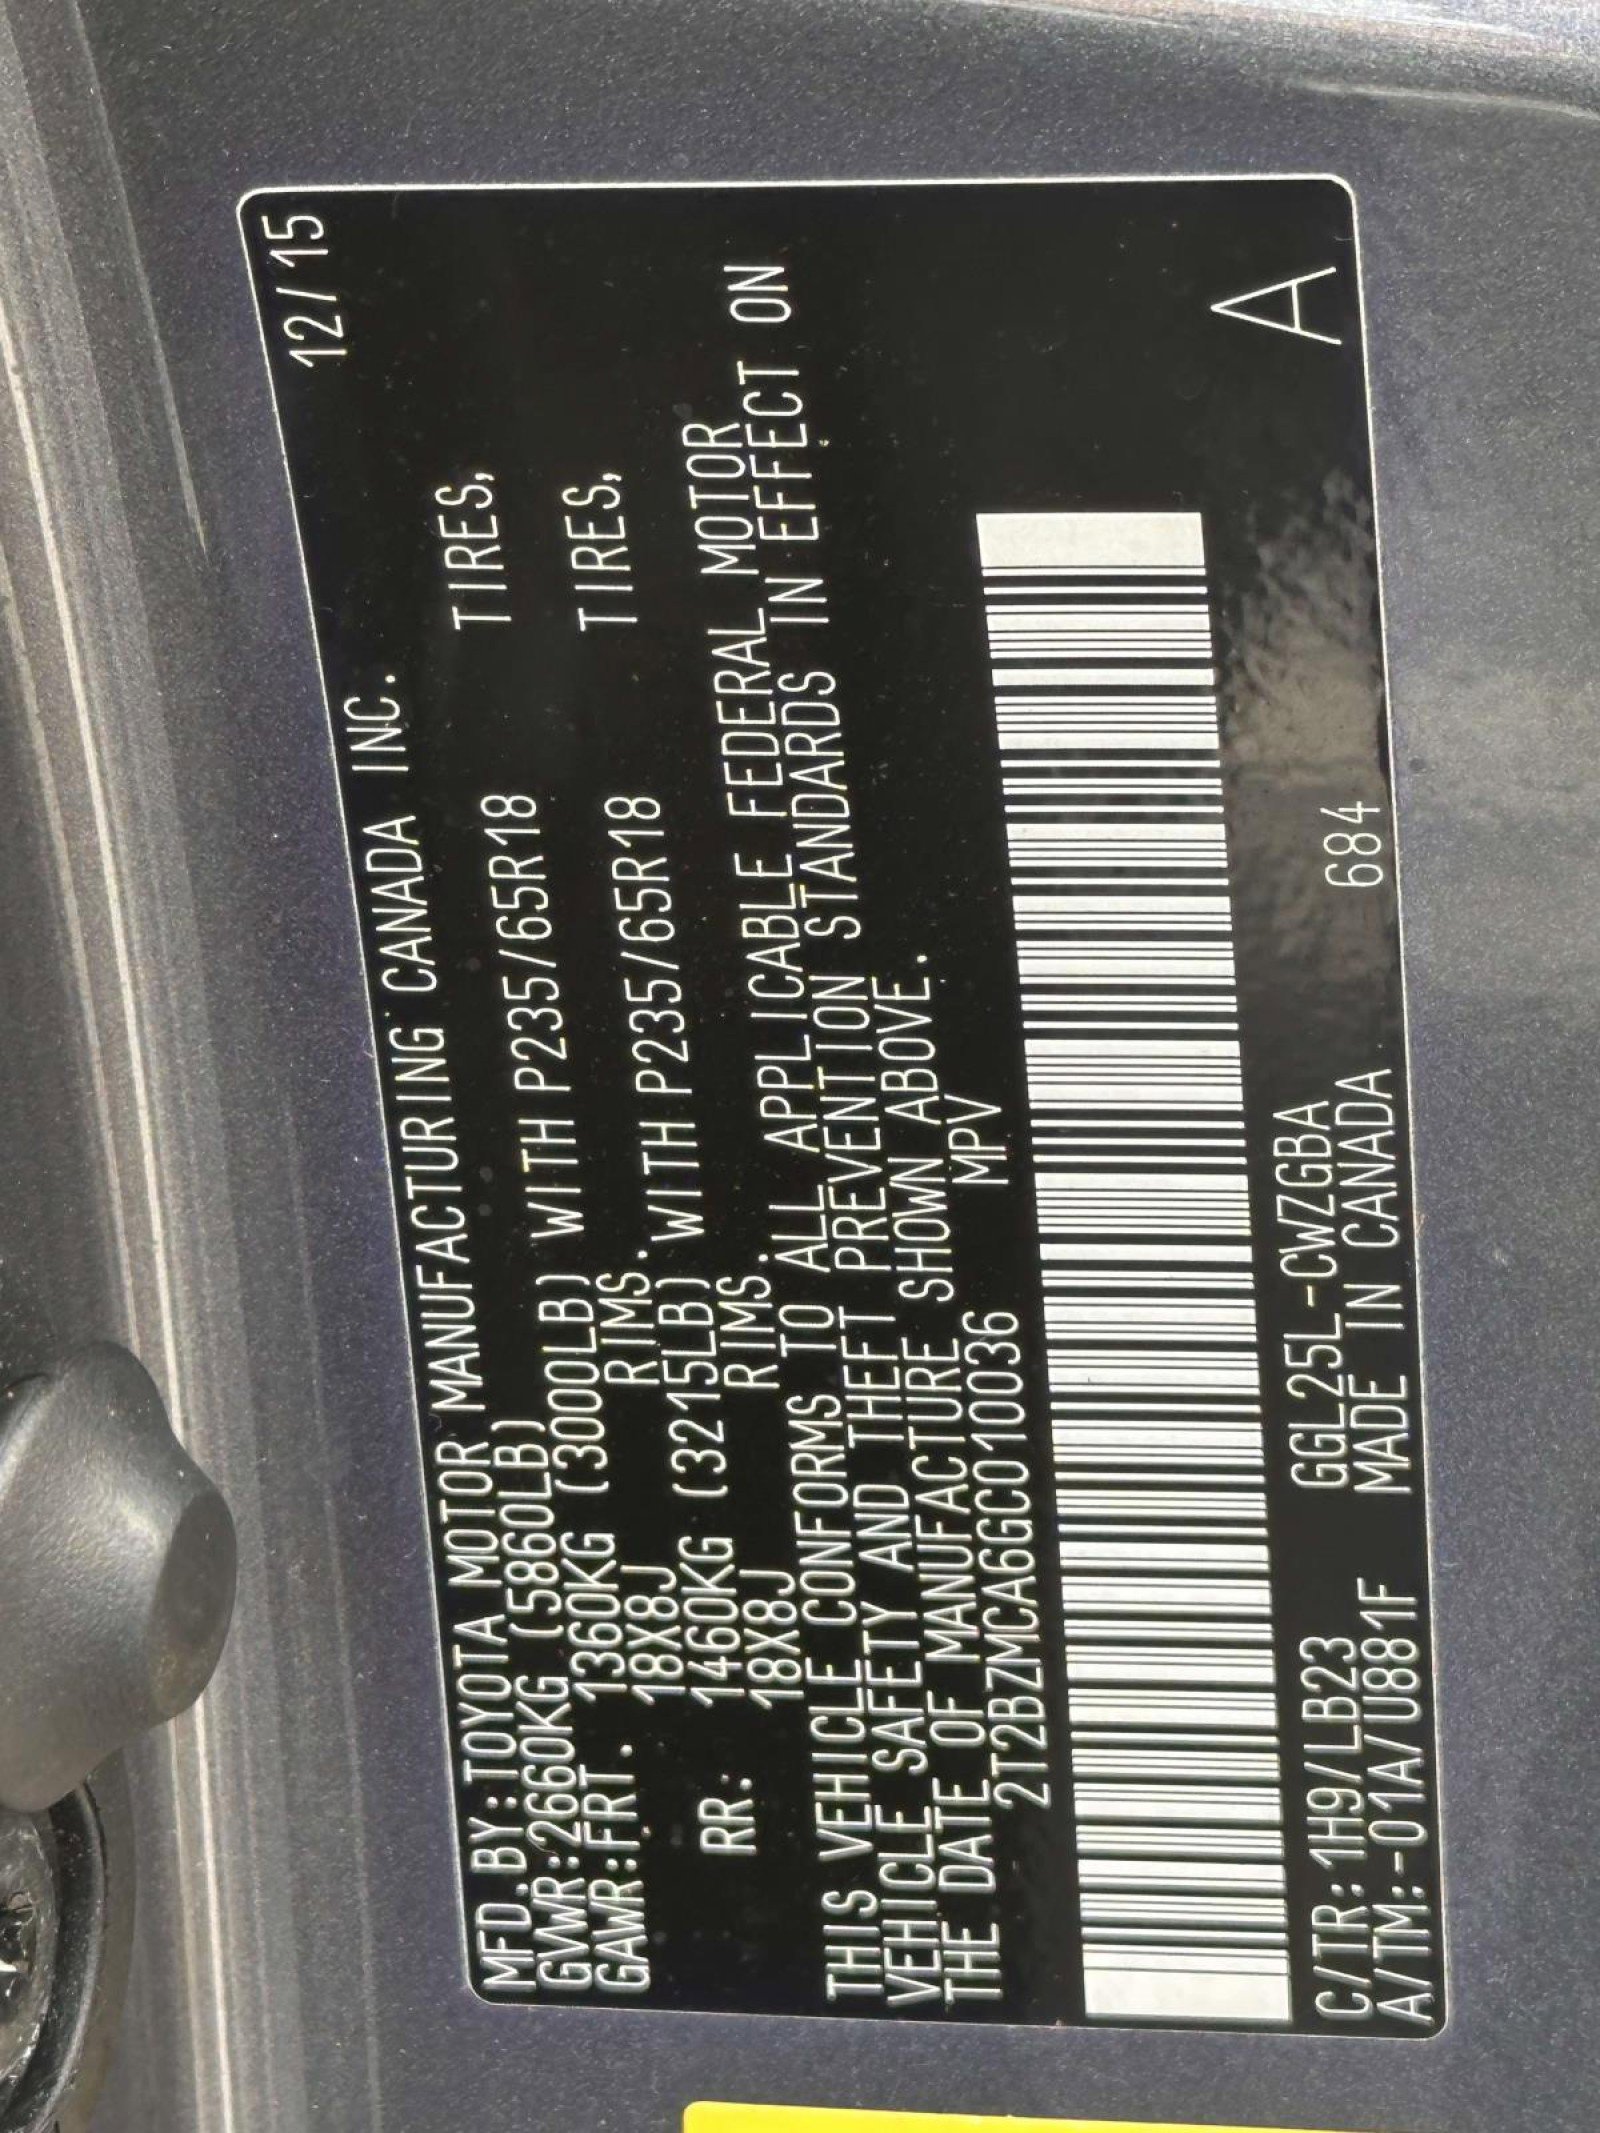 MFD.BY:TOYOTA MOTOR MANUFACTURING CANADA INC. 12/15
GVWR:2660KG (5860LB)
GAWR:FRT. 1360KG (3000LB) WITH P235/65R18 TIRES,
18X8J RIMS.
RR: 1460KG (3215LB) WITH P235/65R18 TIRES,
18X8J RIMS.
THIS VEHICLE CONFORMS TO ALL APPLICABLE FEDERAL MOTOR
VEHICLE SAFETY AND THEFT PREVENTION STANDARDS IN EFFECT ON
THE DATE OF MANUFACTURE SHOWN ABOVE.
2T2BZMCA6GC010036 MPV
C/TR:1H9/LB23 GGL25L-CWZGBA
A/TM:-01A/U881F MADE IN CANADA 684 A